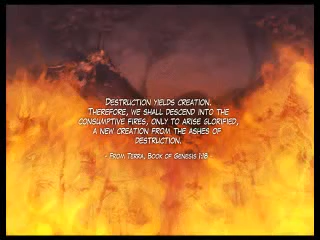 Destruction yields creation.
Therefore, we shall descend into the
consumptive fires, only to arise glorified,
a new creation from the ashes of
destruction.
- From Terra, Book of Genesis 1:18